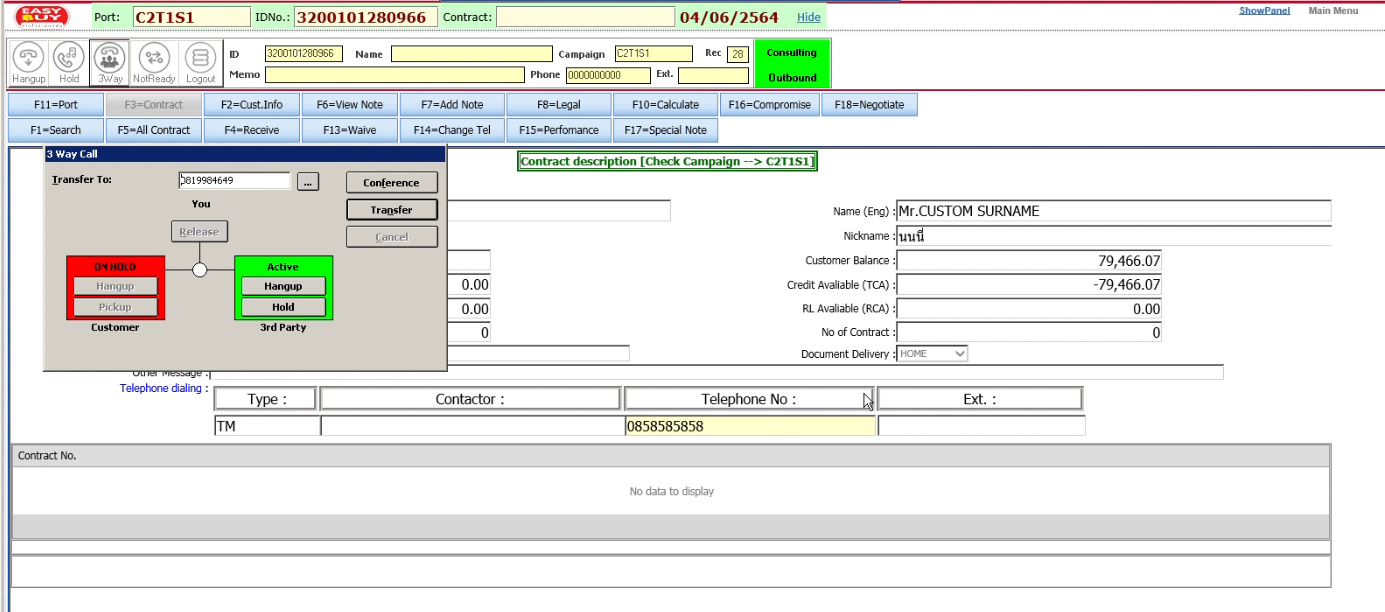 EASY BUY Port: C2T1S1 IDNo.: 3200101280966 Contract: 04/06/2564 Hide ShowPanel Main Menu
ID 3200101280966 Name Campaign C2T1S1 Rec 28 Consulting
Hangup Hold 3Way NotReady Logout Memo Phone 0000000000 Ext. Outbound
F11=Port F3=Contract F2=Cust.Info F6=View Note F7=Add Note F8=Legal F10=Calculate F16=Compromise F18=Negotiate
F1=Search F5=All Contract F4=Receive F13=Waive F14=Change Tel F15=Perfomance F17=Special Note
3 Way Call
Contract description [Check Campaign --> C2T1S1]
Transfer To: 0819984649 ... Conference
You Transfer
Release Cancel
ON HOLD Active
Hangup Hangup
Pickup Hold
Customer 3rd Party
Name (Eng) : Mr.CUSTOM SURNAME
Nickname : นนนี่
Customer Balance : 79,466.07
0.00 Credit Avaliable (TCA) : -79,466.07
0.00 RL Avaliable (RCA) : 0.00
0 No of Contract : 0
Document Delivery : HOME
Other Message :
Telephone dialing : Type : Contactor : Telephone No : Ext. :
TM 0858585858
Contract No.
No data to display